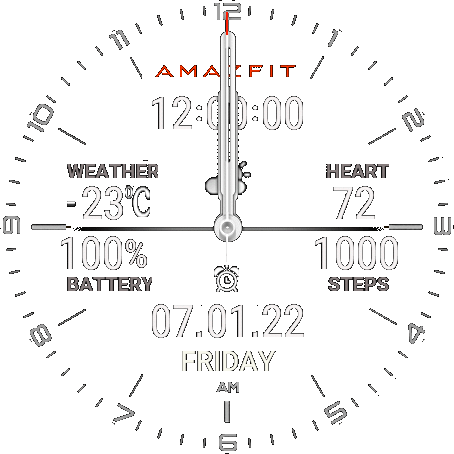 12
11
1
AMAZFIT
12:00:00
10
2
WEATHER
HEART
-23°C
72
9
3
100%
1000
BATTERY
STEPS
07.01.22
8
4
FRIDAY
AM
7
5
6